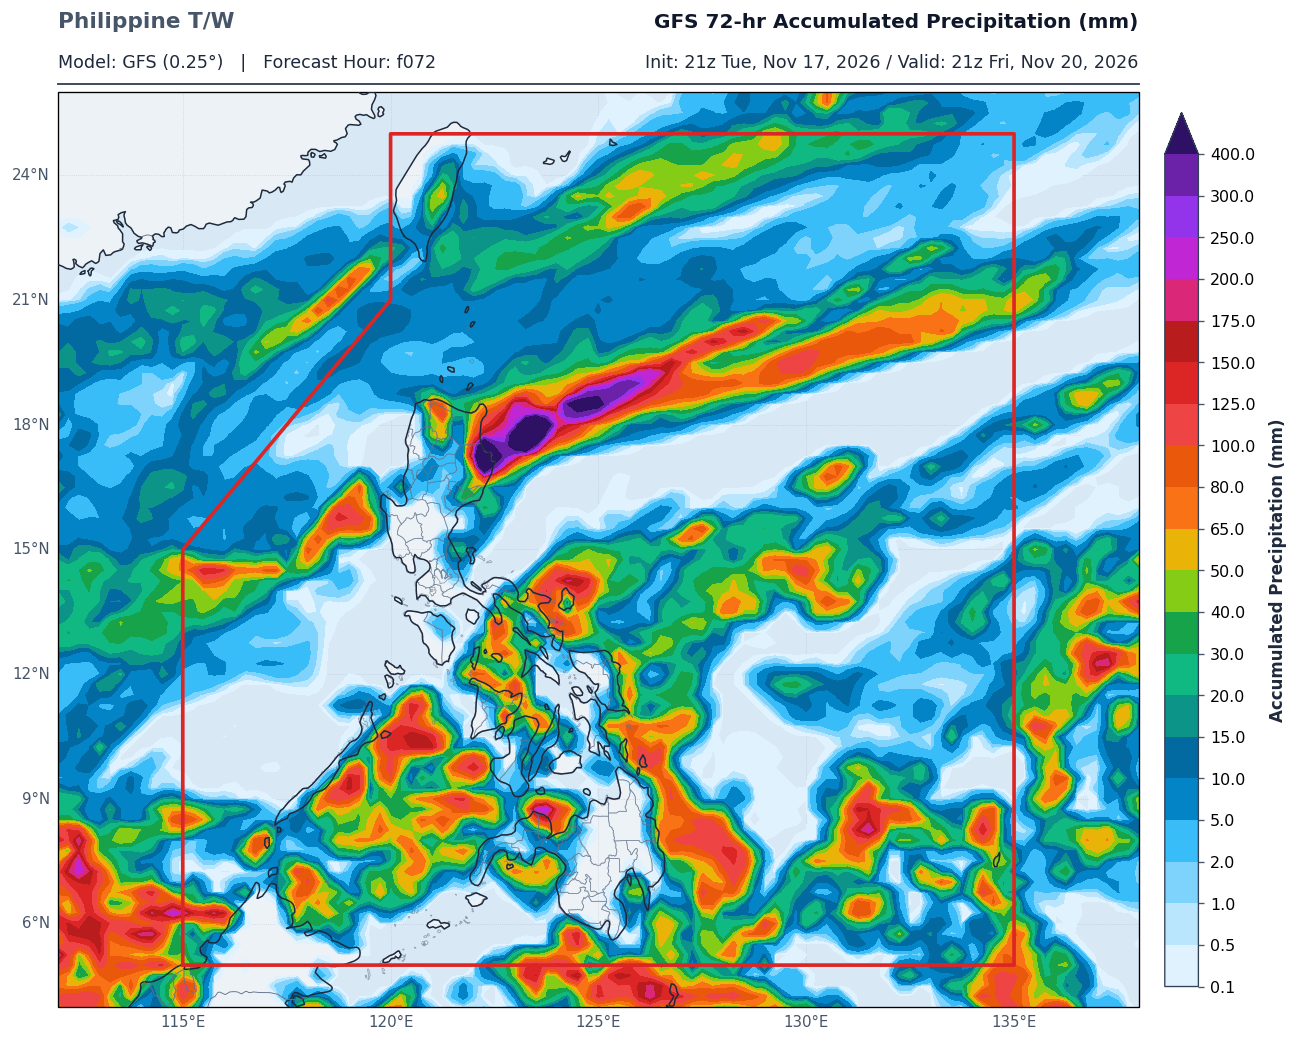 Philippine T/W
GFS 72-hr Accumulated Precipitation (mm)
Model: GFS (0.25°) | Forecast Hour: f072
Init: 21z Tue, Nov 17, 2026 / Valid: 21z Fri, Nov 20, 2026
24°N
21°N
18°N
15°N
12°N
9°N
6°N
115°E
120°E
125°E
130°E
135°E
400.0
300.0
250.0
200.0
175.0
150.0
125.0
100.0
80.0
65.0
50.0
40.0
30.0
20.0
15.0
10.0
5.0
2.0
1.0
0.5
0.1
Accumulated Precipitation (mm)